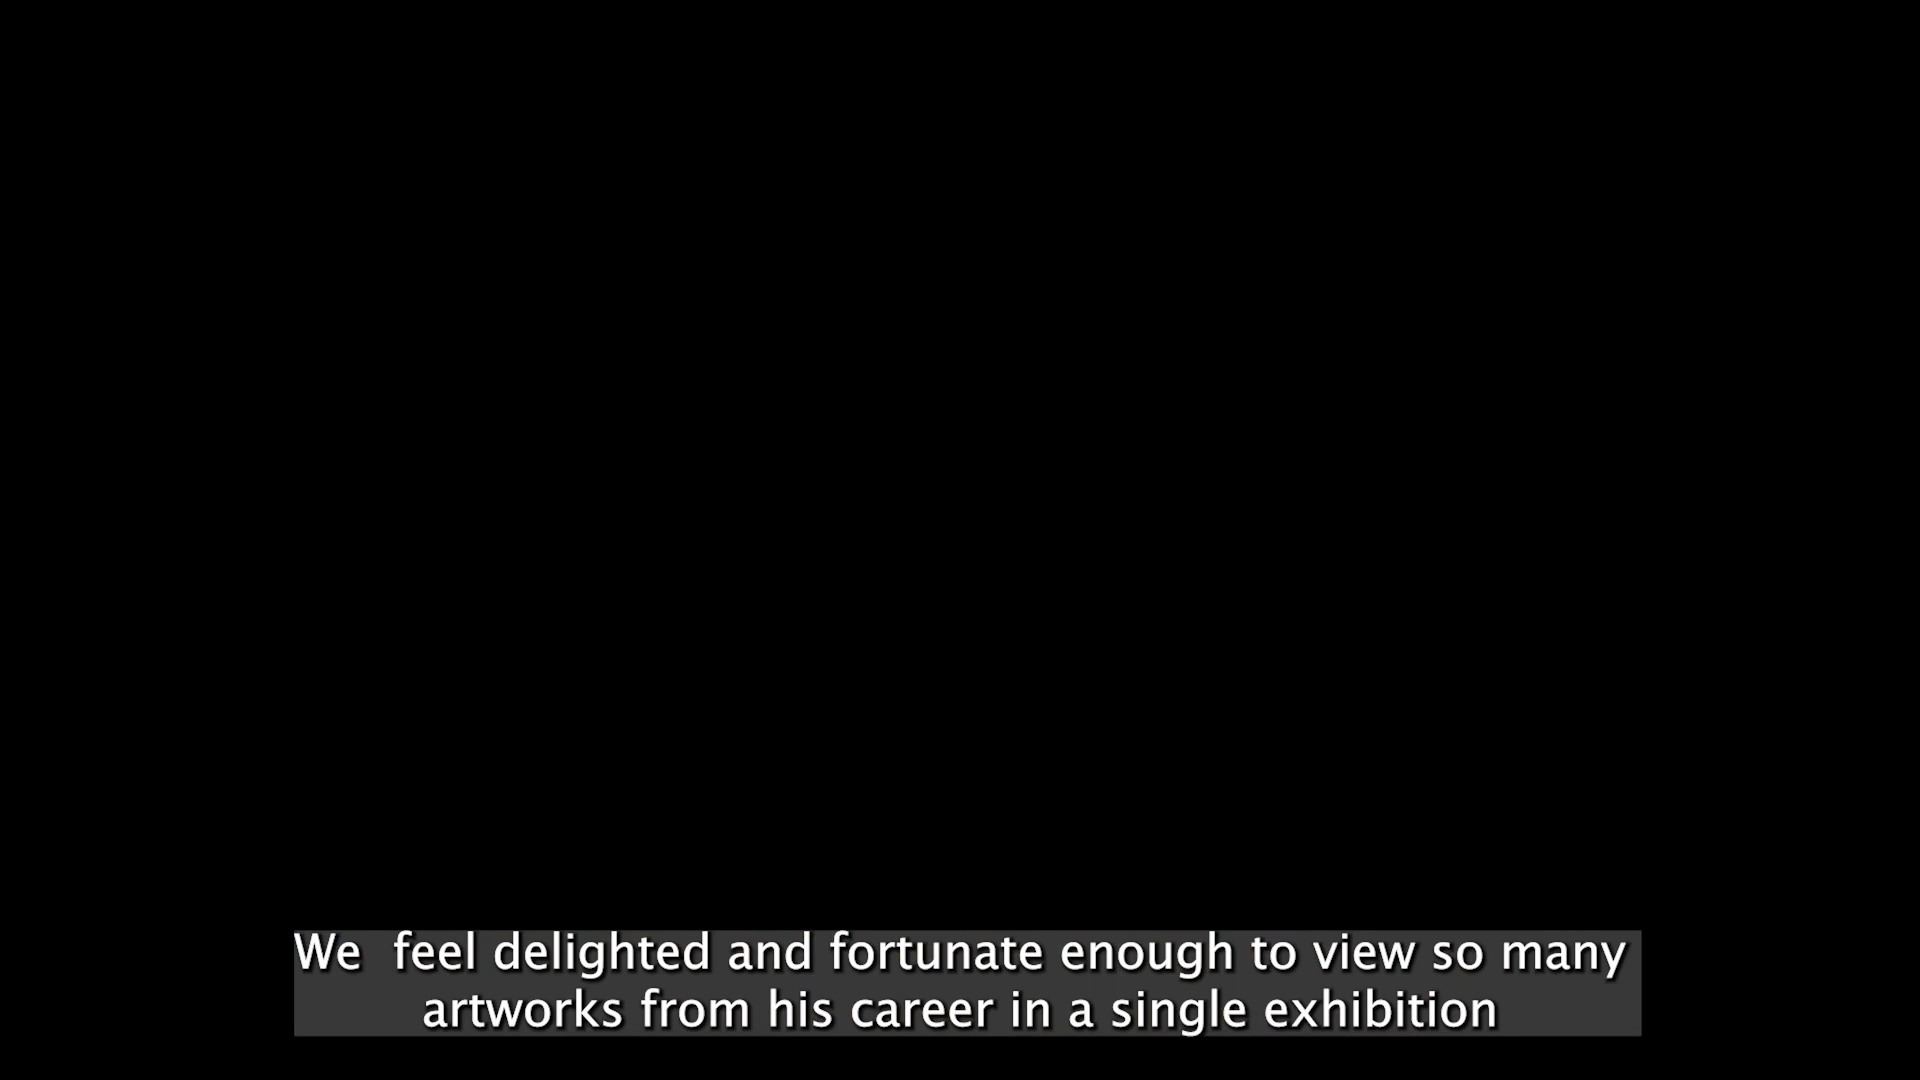 We  feel delighted and fortunate enough to view so many
artworks from his career in a single exhibition